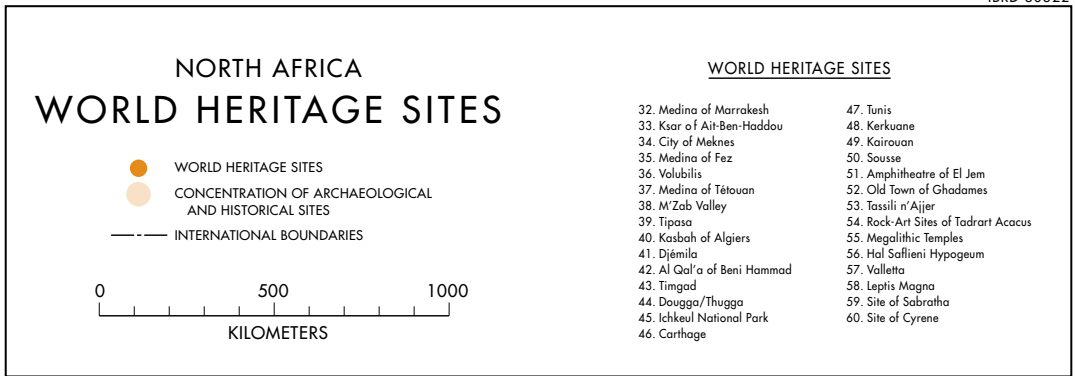 NORTH AFRICA
WORLD HERITAGE SITES
WORLD HERITAGE SITES
CONCENTRATION OF ARCHAEOLOGICAL
AND HISTORICAL SITES
INTERNATIONAL BOUNDARIES
0 500 1000
KILOMETERS
WORLD HERITAGE SITES
32. Medina of Marrakesh
33. Ksar of Ait-Ben-Haddou
34. City of Meknes
35. Medina of Fez
36. Volubilis
37. Medina of Tétouan
38. M'Zab Valley
39. Tipasa
40. Kasbah of Algiers
41. Djémila
42. Al Qal'a of Beni Hammad
43. Timgad
44. Dougga/Thugga
45. Ichkeul National Park
46. Carthage
47. Tunis
48. Kerkuane
49. Kairouan
50. Sousse
51. Amphitheatre of El Jem
52. Old Town of Ghadames
53. Tassili n'Ajjer
54. Rock-Art Sites of Tadrart Acacus
55. Megalithic Temples
56. Hal Saflieni Hypogeum
57. Valletta
58. Leptis Magna
59. Site of Sabratha
60. Site of Cyrene